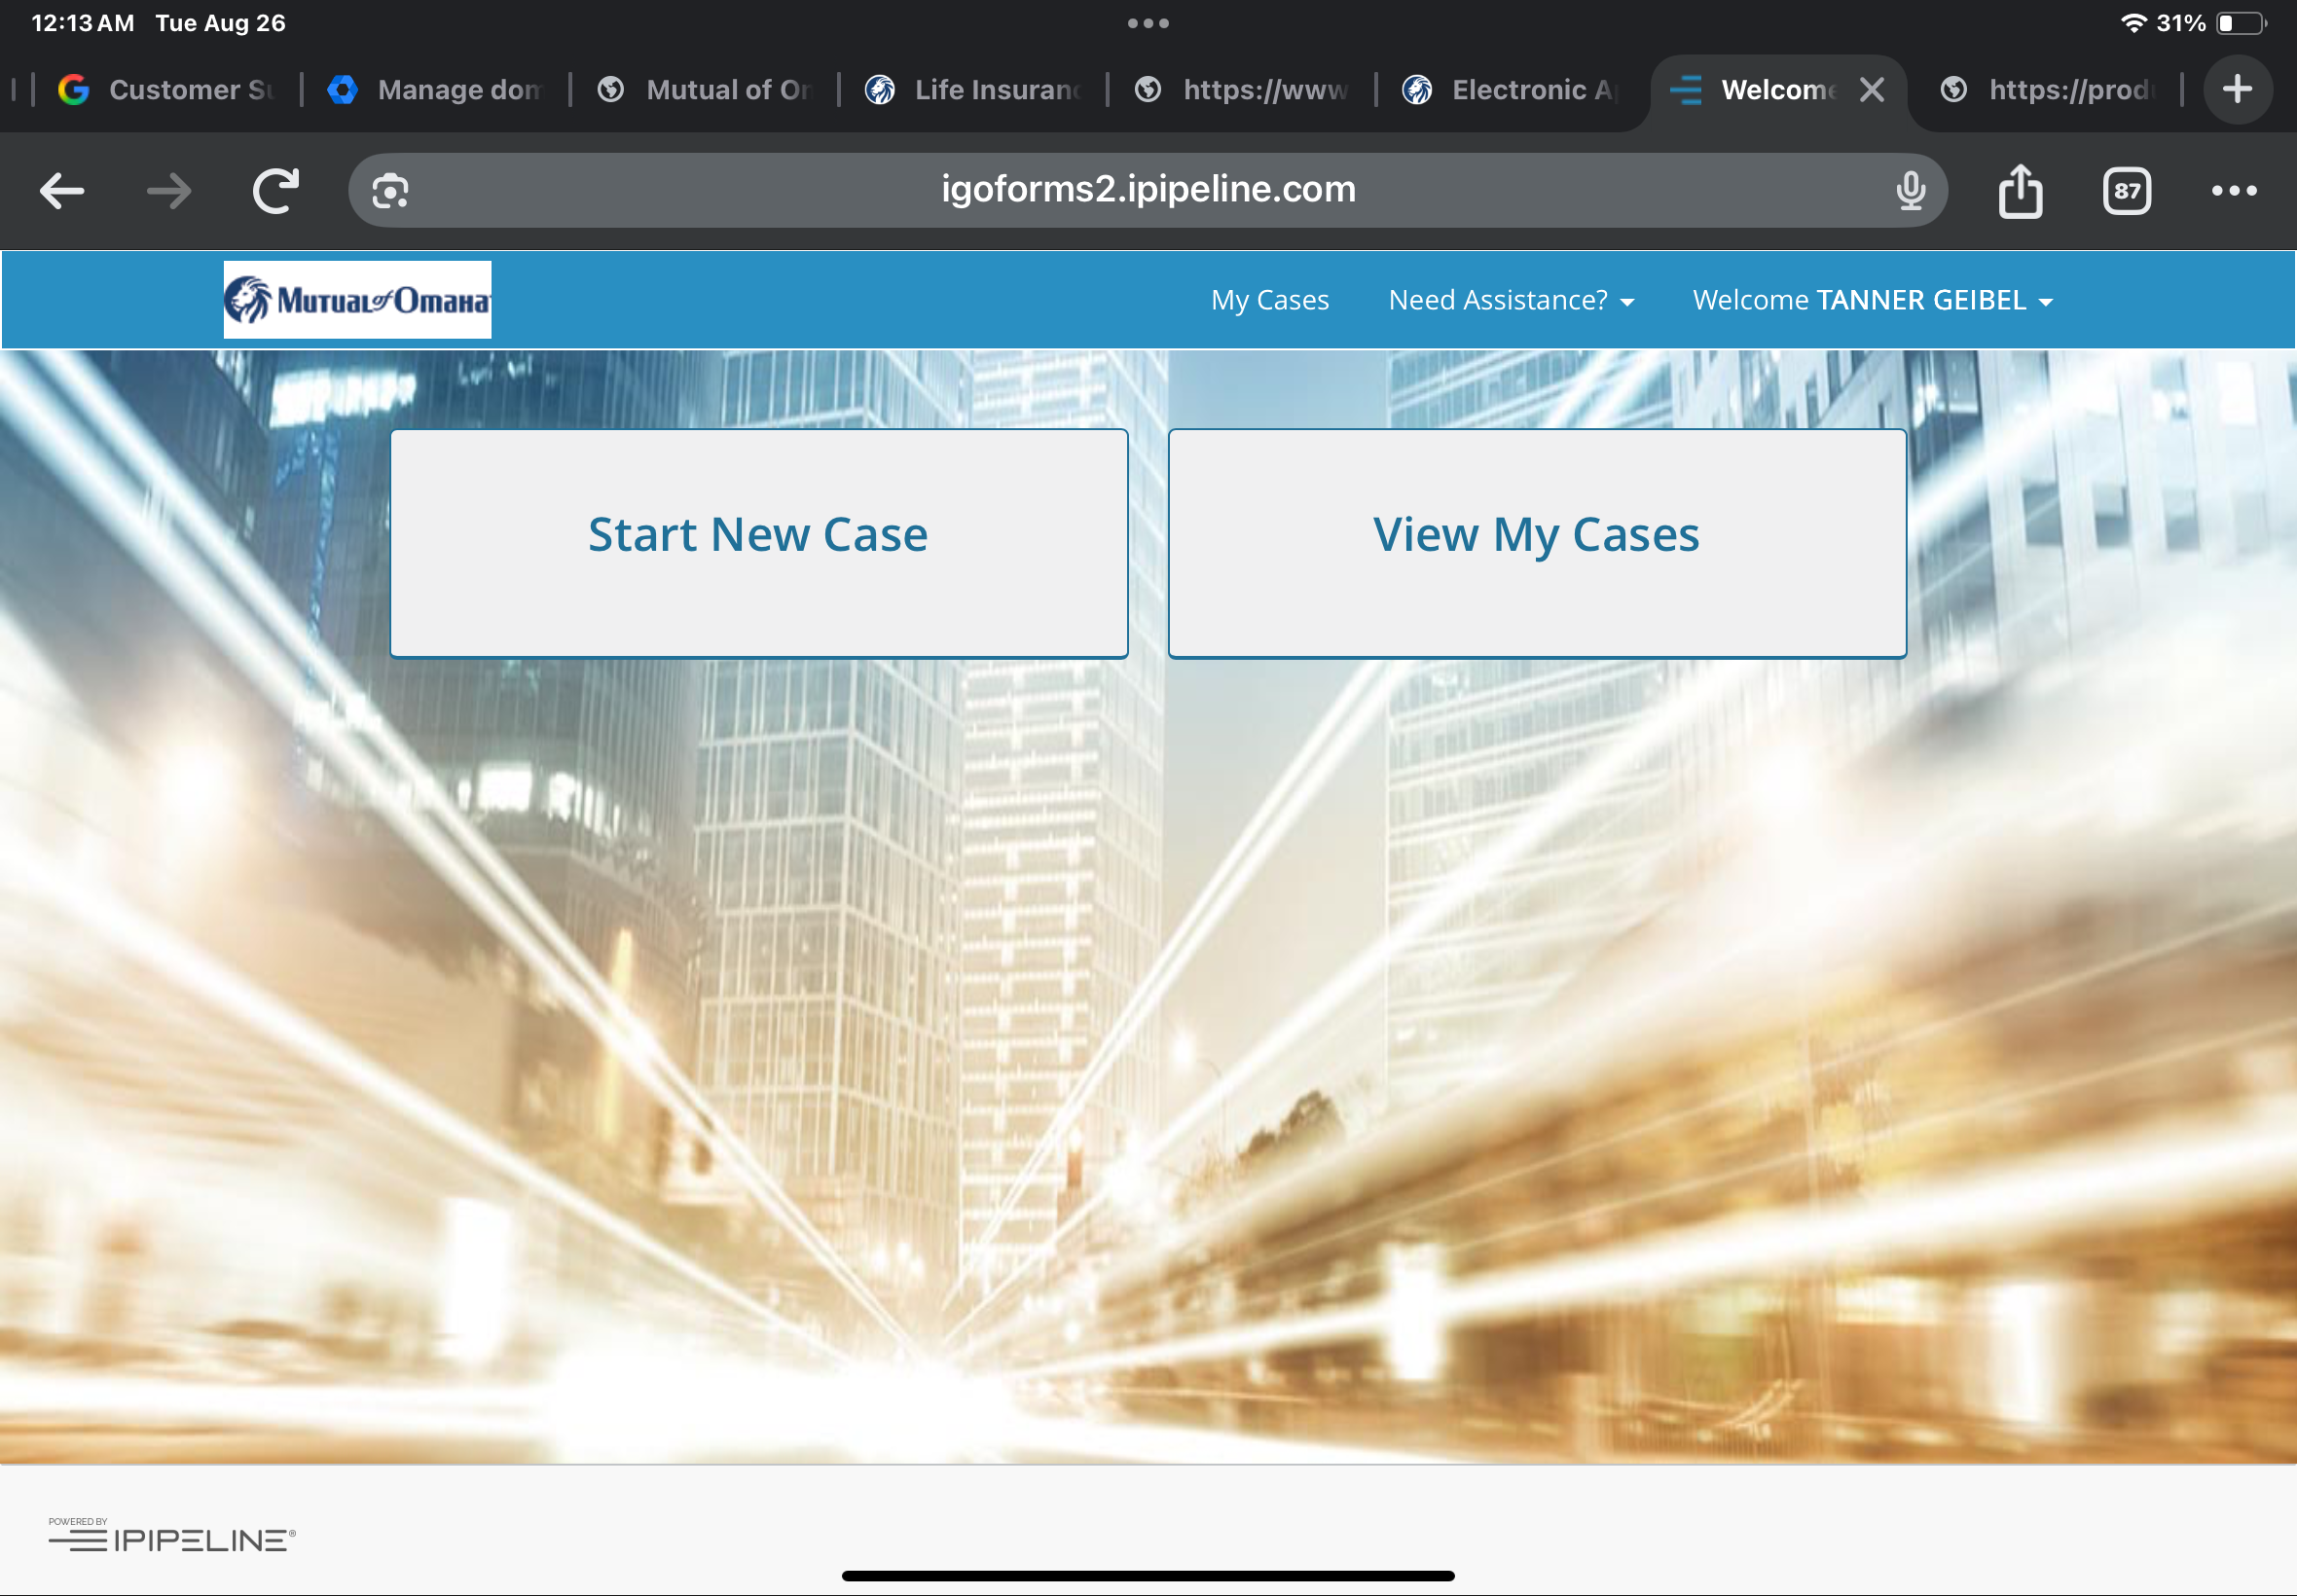 12:13 AM Tue Aug 26
31%
Customer Su
Manage dom
Mutual of Om
Life Insuranc
https://www
Electronic A
Welcome
https://prod
igoforms2.ipipeline.com
87
Mutual of Omaha
My Cases
Need Assistance?
Welcome TANNER GEIBEL
Start New Case
View My Cases
POWERED BY
IPIPELINE®